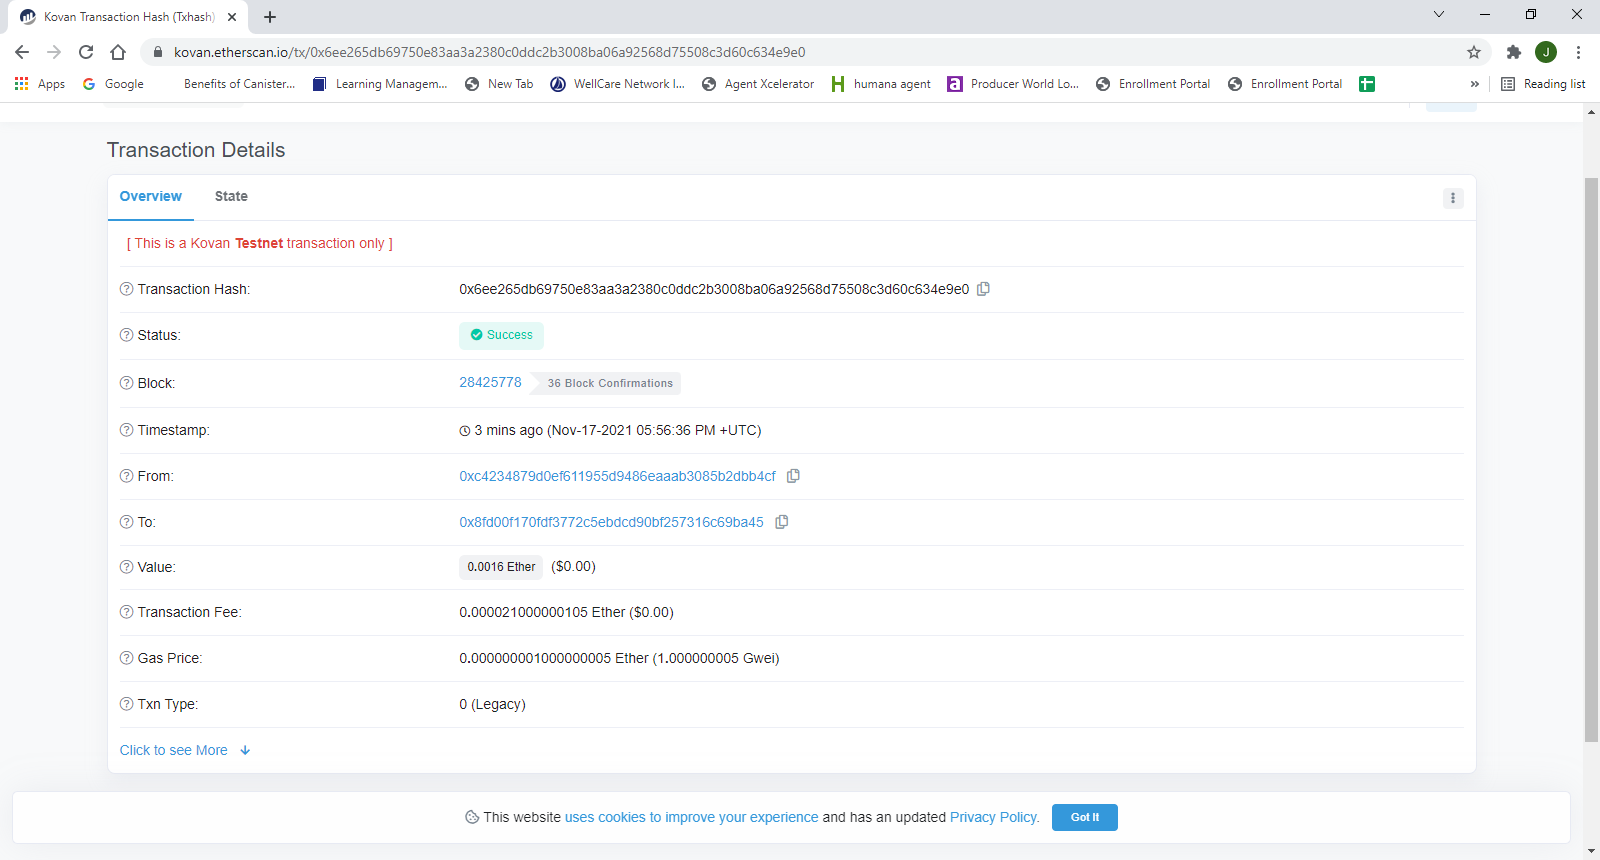 Kovan Transaction Hash (Txhash)
kovan.etherscan.io/tx/0x6ee265db69750e83aa3a2380c0ddc2b3008ba06a92568d75508c3d60c634e9e0
J
Apps Google Benefits of Canister... Learning Managem... New Tab WellCare Network I... Agent Xcelerator humana agent Producer World Lo... Enrollment Portal Enrollment Portal » Reading list
Transaction Details
Overview State
[ This is a Kovan Testnet transaction only ]
Transaction Hash: 0x6ee265db69750e83aa3a2380c0ddc2b3008ba06a92568d75508c3d60c634e9e0
Status: Success
Block: 28425778 36 Block Confirmations
Timestamp: 3 mins ago (Nov-17-2021 05:56:36 PM +UTC)
From: 0xc4234879d0ef611955d9486eaaab3085b2dbb4cf
To: 0x8fd00f170fdf3772c5ebdcd90bf257316c69ba45
Value: 0.0016 Ether ($0.00)
Transaction Fee: 0.000021000000105 Ether ($0.00)
Gas Price: 0.000000001000000005 Ether (1.000000005 Gwei)
Txn Type: 0 (Legacy)
Click to see More
This website uses cookies to improve your experience and has an updated Privacy Policy. Got It